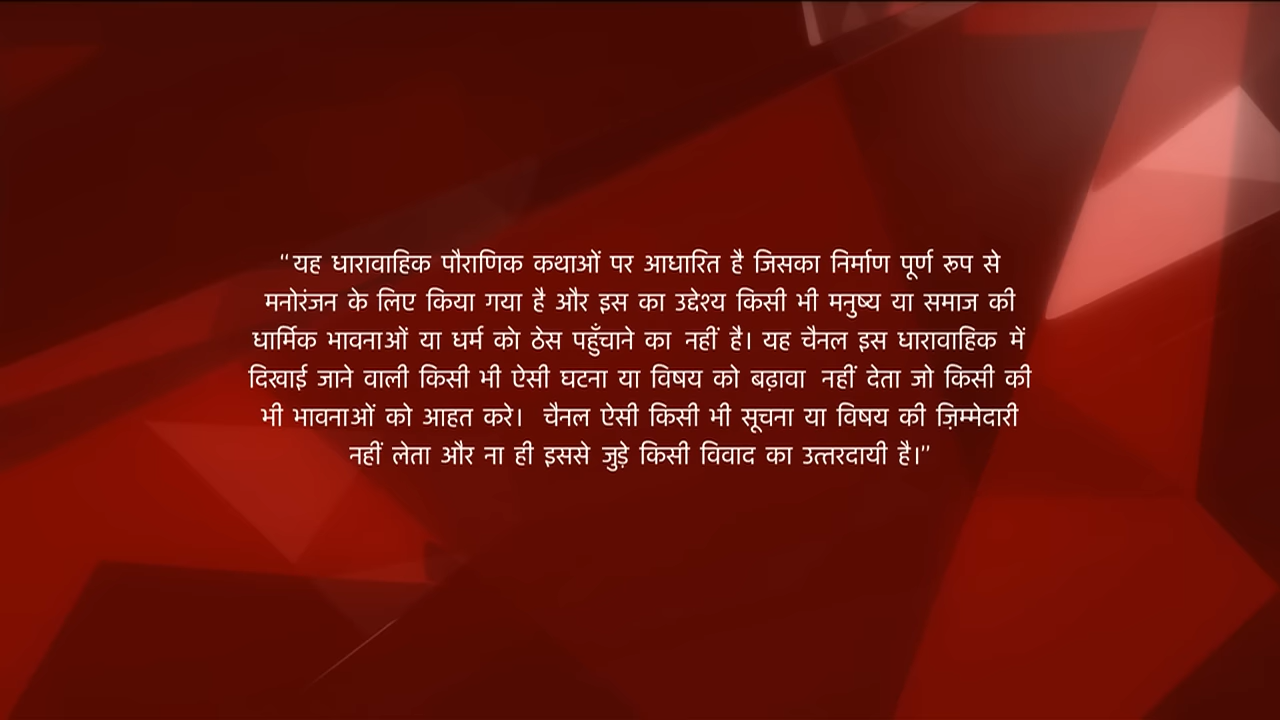 “यह धारावाहिक पौराणिक कथाओं पर आधारित है जिसका निर्माण पूर्ण रूप से
मनोरंजन के लिए किया गया है और इस का उद्देश्य किसी भी मनुष्य या समाज की
धार्मिक भावनाओं या धर्म को ठेस पहुँचाने का नहीं है। यह चैनल इस धारावाहिक में
दिखाई जाने वाली किसी भी ऐसी घटना या विषय को बढ़ावा नहीं देता जो किसी की
भी भावनाओं को आहत करे। चैनल ऐसी किसी भी सूचना या विषय की ज़िम्मेदारी
नहीं लेता और ना ही इससे जुड़े किसी विवाद का उत्तरदायी है।”